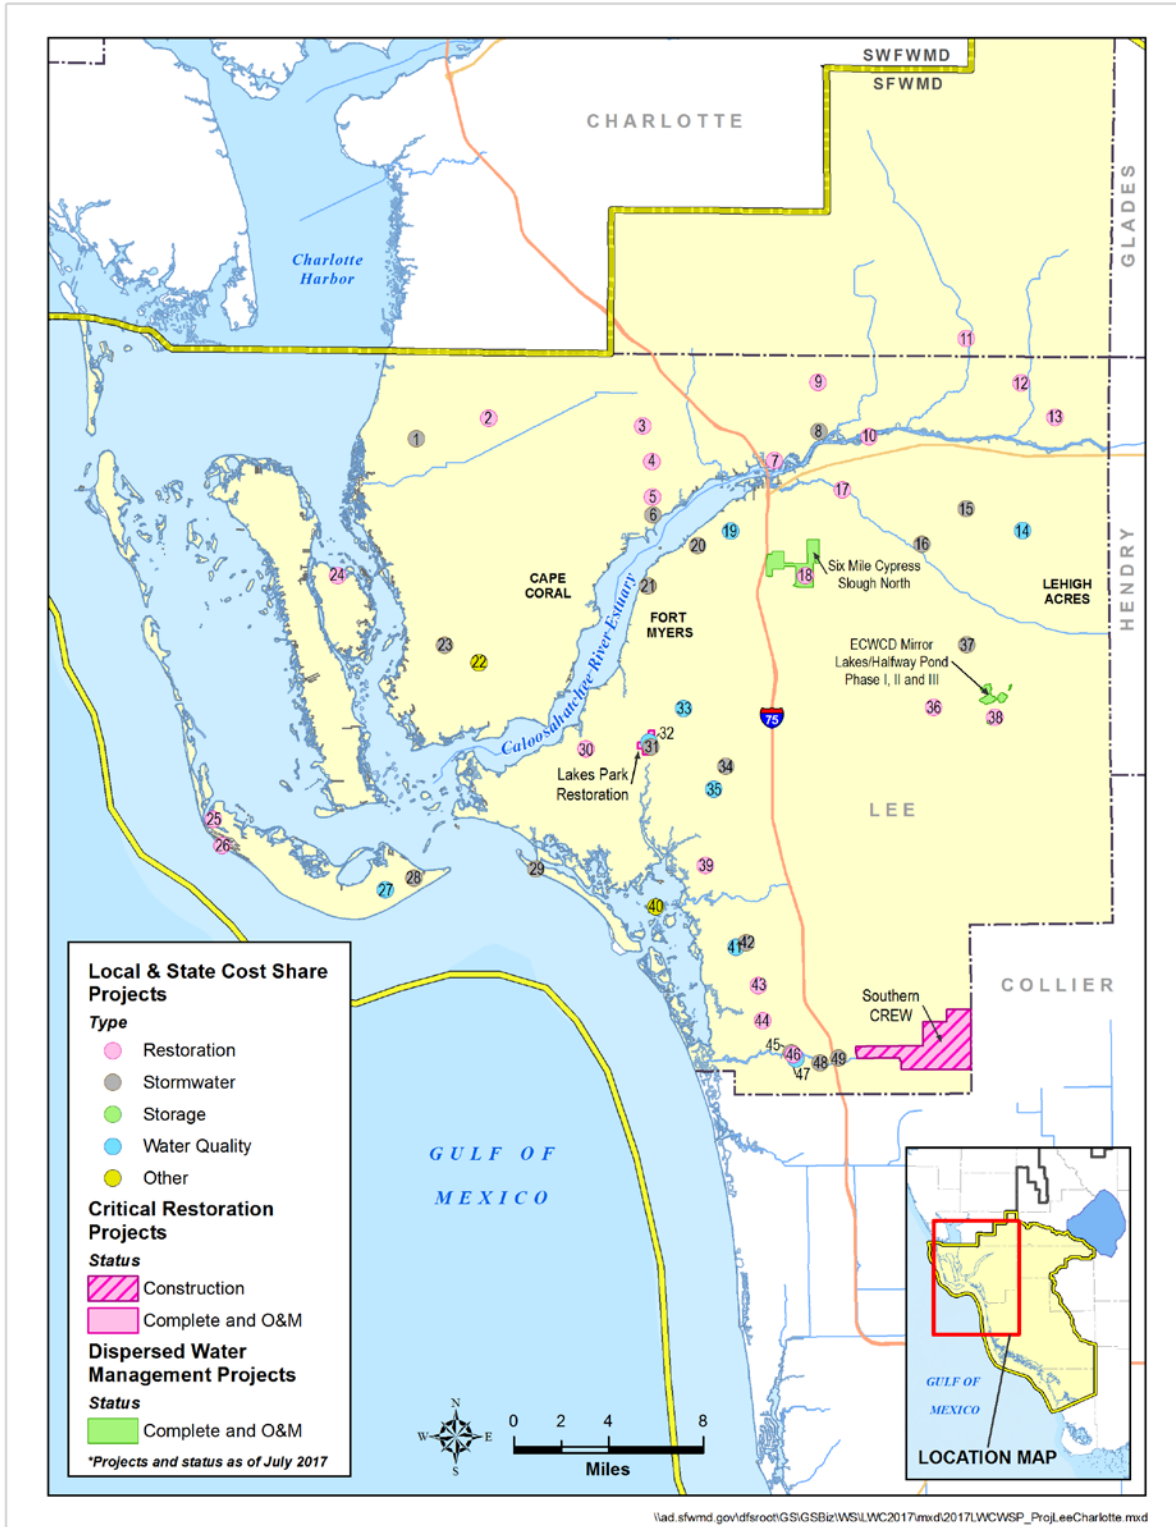 SWFWMD
SFWMD
CHARLOTTE
GLADES
Charlotte
Harbor
11
9
12
13
2
1
3
8
10
4
7
5
17
6
15
19
14
20
16
Six Mile Cypress
Slough North
18
24
CAPE
CORAL
21
LEHIGH
ACRES
HENDRY
FORT
MYERS
Caloosahatchee River Estuary
23
22
37
ECWCD Mirror
Lakes/Halfway Pond
Phase I, II and III
33
36
38
75
32
31
30
Lakes Park
Restoration
34
35
LEE
25
26
39
29
28
27
40
41
42
43
COLLIER
Southern
CREW
44
45
46
47
48
49
Local & State Cost Share
Projects
Type
Restoration
Stormwater
Storage
Water Quality
Other
Critical Restoration
Projects
Status
Construction
Complete and O&M
Dispersed Water
Management Projects
Status
Complete and O&M
*Projects and status as of July 2017
GULF OF
MEXICO
N
W E
S
0 2 4 8
Miles
GULF OF
MEXICO
LOCATION MAP
\\ad.sfwmd.gov\dfsroot\GS\GSBiz\WS\LWC2017\mxd\2017LWCWSP_ProjLeeCharlotte.mxd